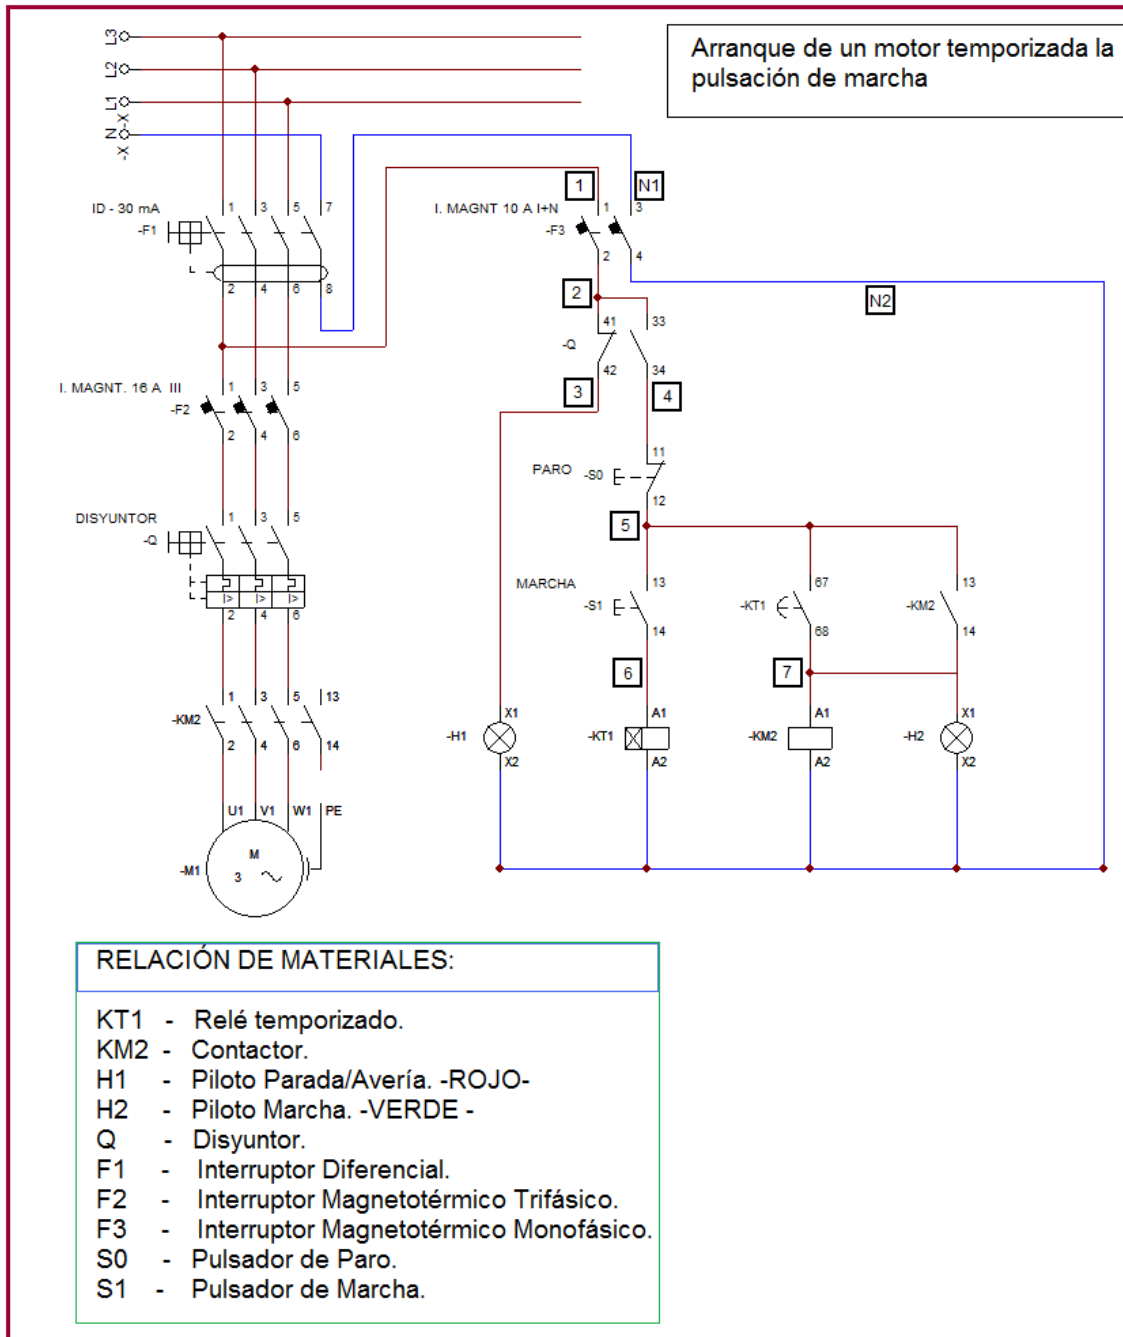 Arranque de un motor temporizada la
pulsación de marcha
L3
L2
L1
-X
N
-X
ID - 30 mA
-F1
1 3 5 7
2 4 6 8
I. MAGNT 10 A I+N
-F3
1 N1
1 3
2 4
2
N2
41 33
-Q
42 34
3 4
I. MAGNT. 16 A III
-F2
1 3 5
2 4 6
PARO
-S0
11
12
5
DISYUNTOR
-Q
1 3 5
I> I> I>
2 4 6
MARCHA
-S1
13
14
-KT1
67
68
-KM2
13
14
6 7
-KM2
1 3 5 13
2 4 6 14
-H1
X1
X2
-KT1
A1
A2
-KM2
A1
A2
-H2
X1
X2
U1 V1 W1 PE
-M1
M
3
RELACIÓN DE MATERIALES:
KT1 - Relé temporizado.
KM2 - Contactor.
H1 - Piloto Parada/Avería. -ROJO-
H2 - Piloto Marcha. -VERDE -
Q - Disyuntor.
F1 - Interruptor Diferencial.
F2 - Interruptor Magnetotérmico Trifásico.
F3 - Interruptor Magnetotérmico Monofásico.
S0 - Pulsador de Paro.
S1 - Pulsador de Marcha.